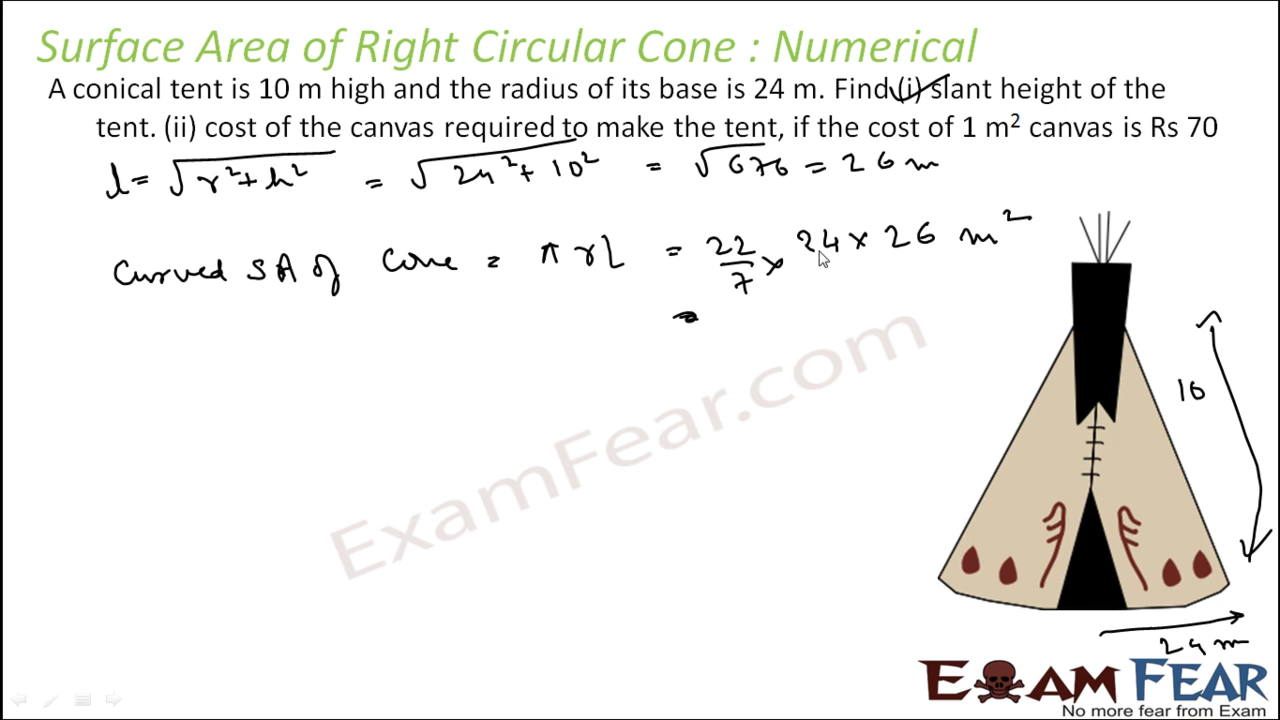 Surface Area of Right Circular Cone : Numerical
A conical tent is 10 m high and the radius of its base is 24 m. Find (i) slant height of the
tent. (ii) cost of the canvas required to make the tent, if the cost of 1 m² canvas is Rs 70
l = √r²+h² = √24²+10² = √676 = 26 m
Curved SA of Cone = πrl = 22/7 × 24 × 26 m²
=
10
24 m
ExamFear.com
EXAM FEAR
No more fear from Exam